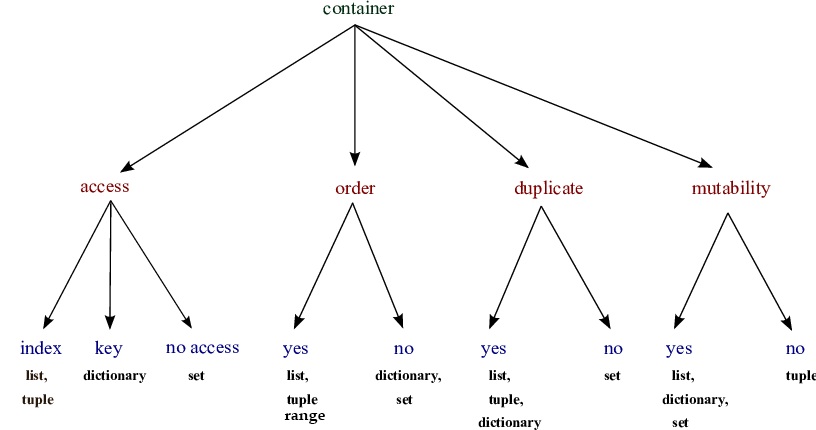 container
access order duplicate mutability
index key no access yes no yes no yes no
list, dictionary set list, dictionary, list, set list, tuple
tuple tuple set tuple, dictionary,
range dictionary set